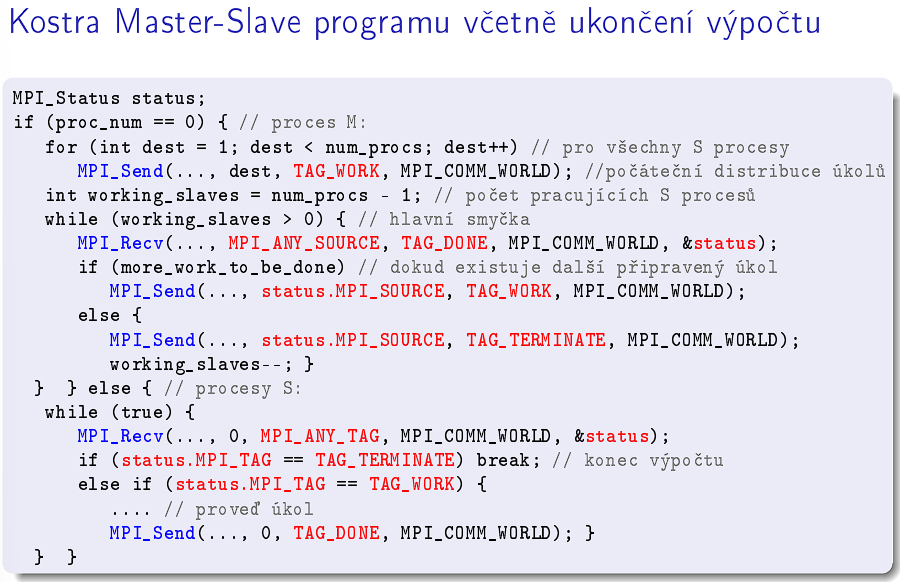 Kostra Master-Slave programu včetně ukončení výpočtu
MPI_Status status;
if (proc_num == 0) { // proces M:
for (int dest = 1; dest < num_procs; dest++) // pro všechny S procesy
MPI_Send(..., dest, TAG_WORK, MPI_COMM_WORLD); //počáteční distribuce úkolů
int working_slaves = num_procs - 1; // počet pracujících S procesů
while (working_slaves > 0) { // hlavní smyčka
MPI_Recv(..., MPI_ANY_SOURCE, TAG_DONE, MPI_COMM_WORLD, &status);
if (more_work_to_be_done) // dokud existuje další připravený úkol
MPI_Send(..., status.MPI_SOURCE, TAG_WORK, MPI_COMM_WORLD);
else {
MPI_Send(..., status.MPI_SOURCE, TAG_TERMINATE, MPI_COMM_WORLD);
working_slaves--; }
} } else { // procesy S:
while (true) {
MPI_Recv(..., 0, MPI_ANY_TAG, MPI_COMM_WORLD, &status);
if (status.MPI_TAG == TAG_TERMINATE) break; // konec výpočtu
else if (status.MPI_TAG == TAG_WORK) {
.... // proveď úkol
MPI_Send(..., 0, TAG_DONE, MPI_COMM_WORLD); }
} }